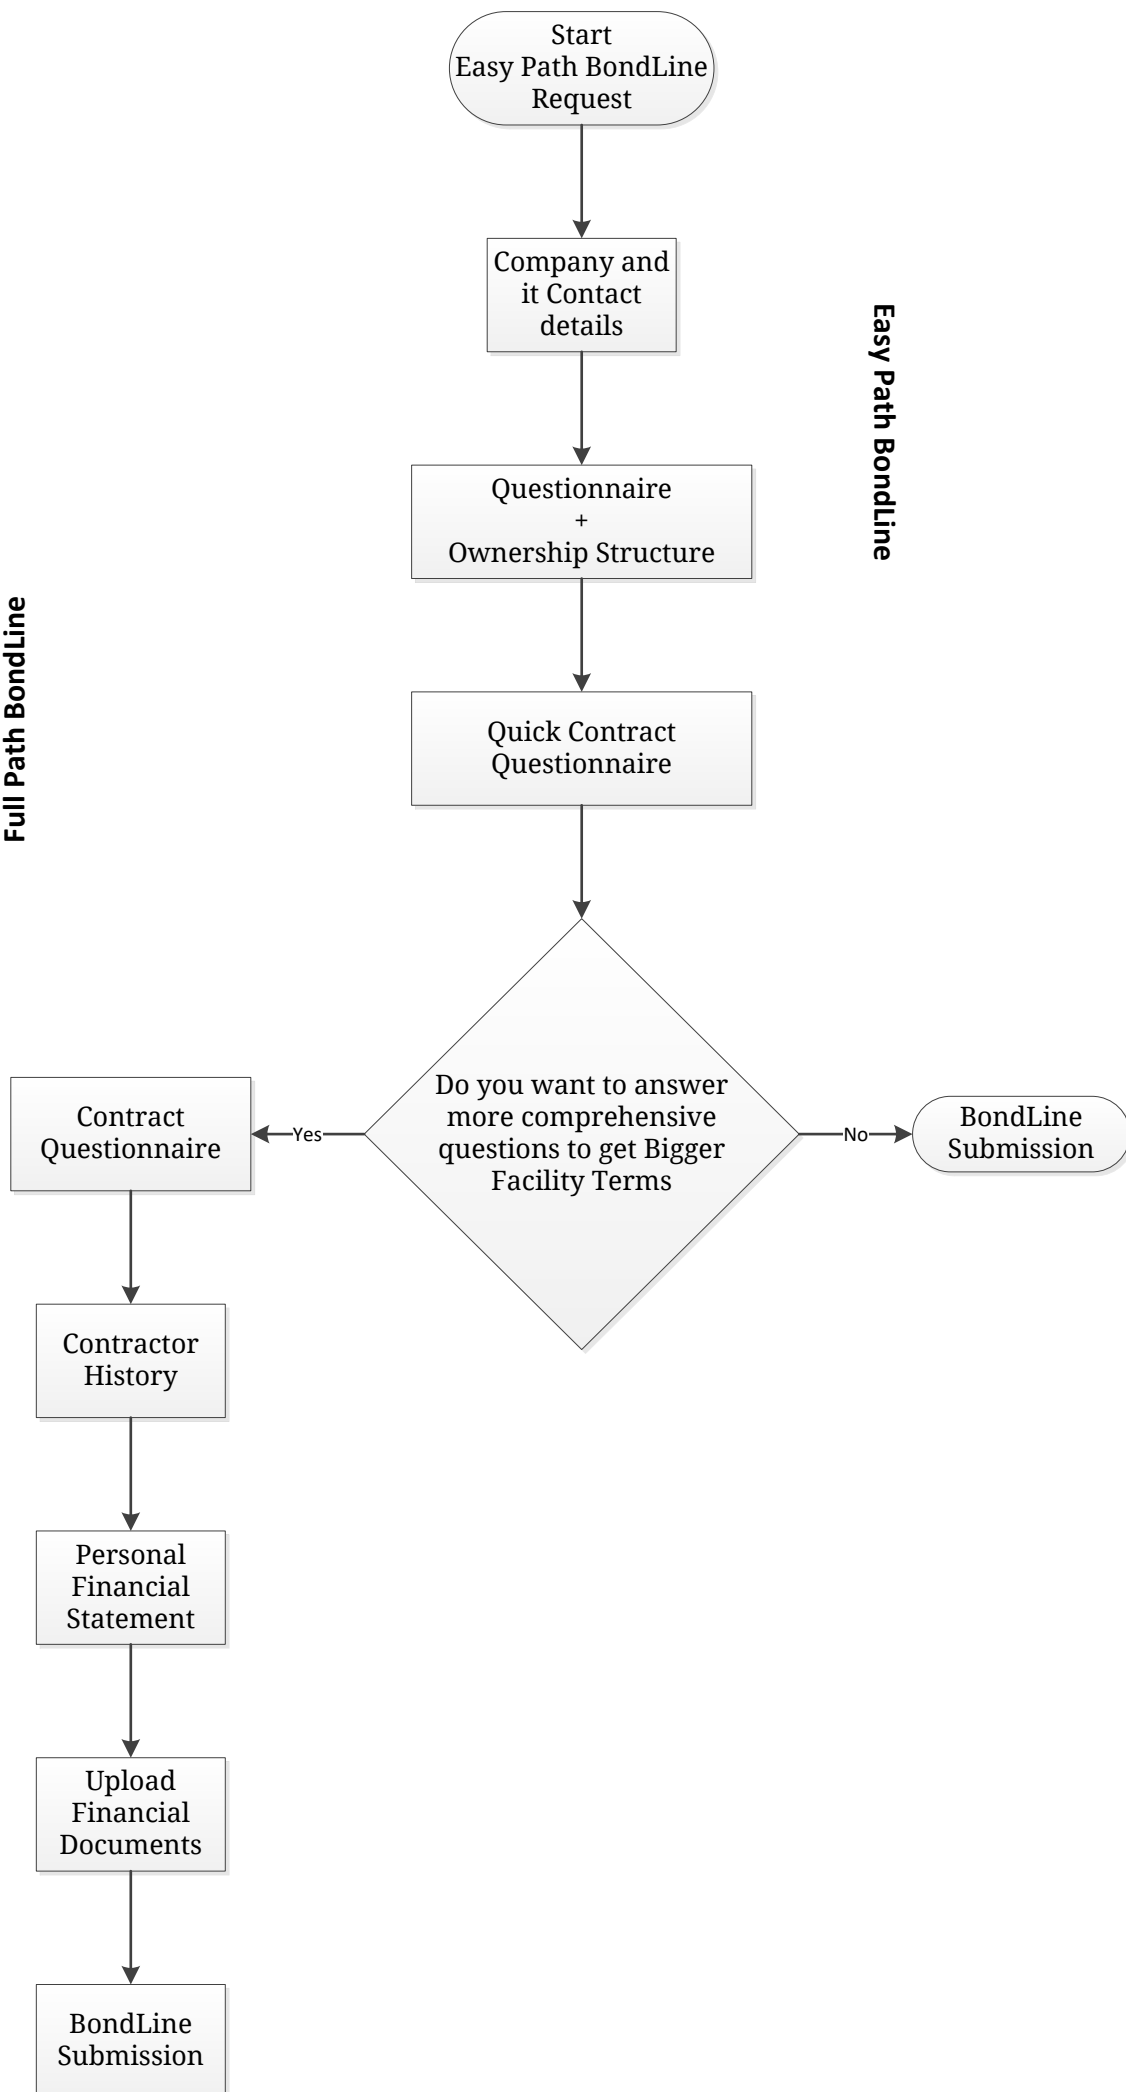 Start
Easy Path BondLine
Request
Company and
it Contact
details
Easy Path BondLine
Questionnaire
+
Ownership Structure
Full Path BondLine
Quick Contract
Questionnaire
Do you want to answer
more comprehensive
questions to get Bigger
Facility Terms
Yes
No
Contract
Questionnaire
BondLine
Submission
Contractor
History
Personal
Financial
Statement
Upload
Financial
Documents
BondLine
Submission